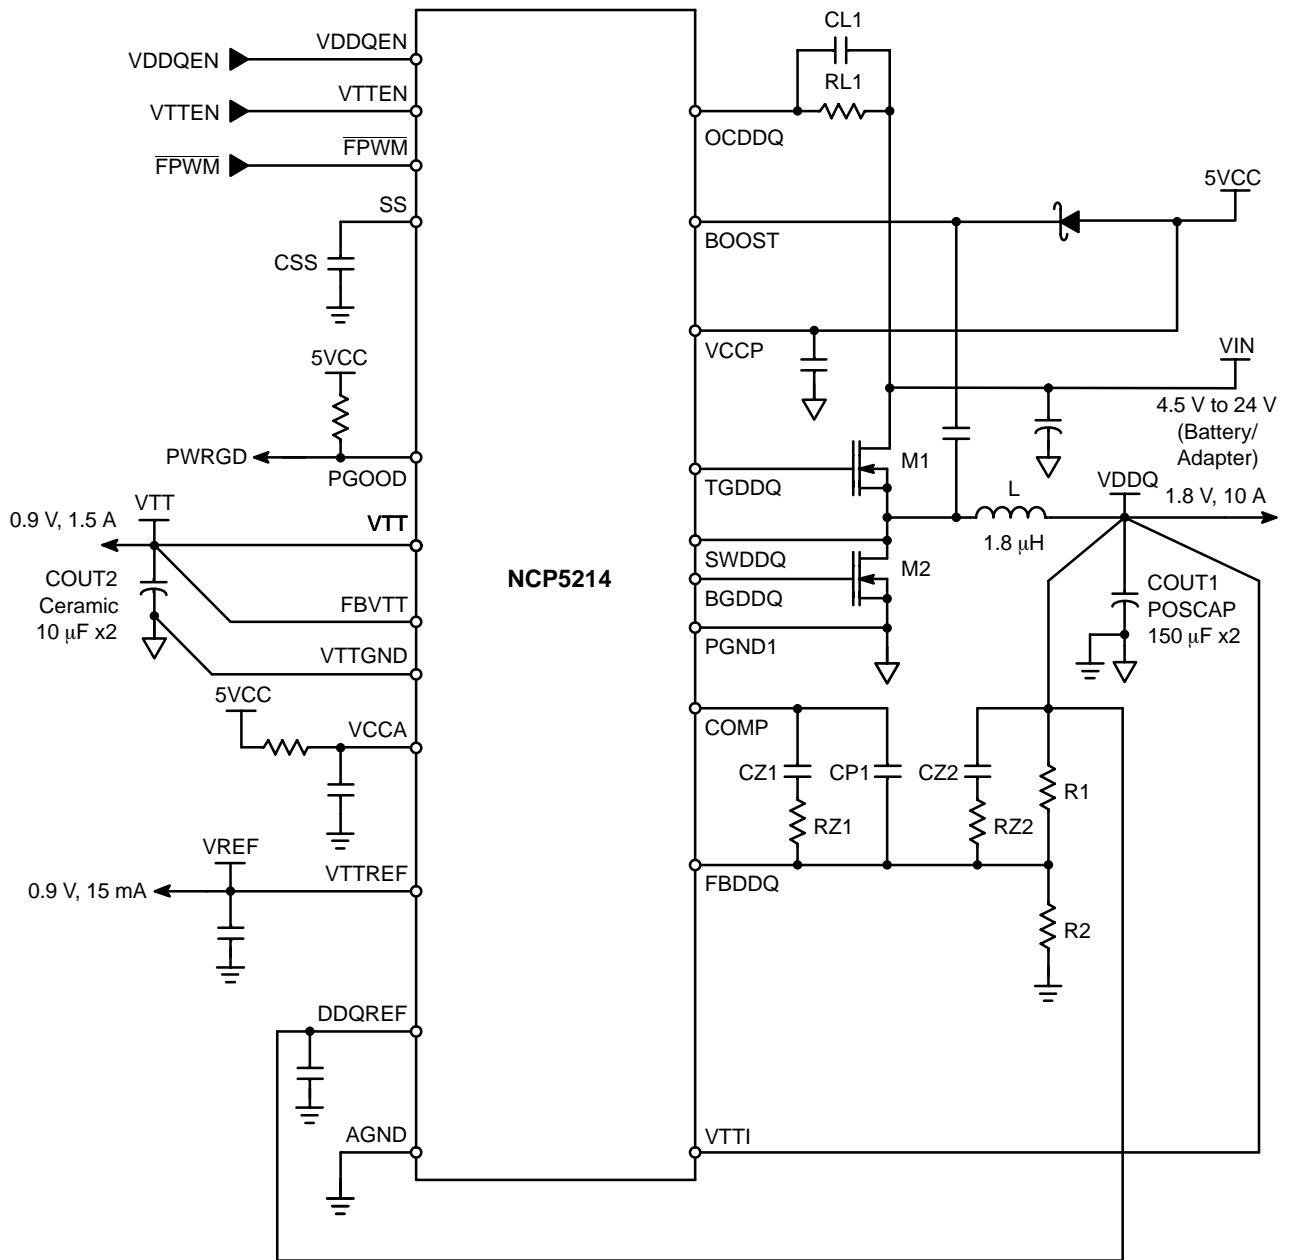 CL1
RL1
VDDQEN
VDDQEN
VTTEN
VTTEN
FPWM
FPWM
OCDDQ
5VCC
SS
CSS
BOOST
VCCP
5VCC
VIN
4.5 V to 24 V
(Battery/
Adapter)
PWRGD
PGOOD
TGDDQ
M1
L
1.8 μH
VDDQ
1.8 V, 10 A
VTT
0.9 V, 1.5 A
VTT
SWDDQ
M2
BGDDQ
NCP5214
COUT2
Ceramic
10 μF x2
FBVTT
VTTGND
PGND1
COUT1
POSCAP
150 μF x2
5VCC
VCCA
COMP
CZ1
CP1
CZ2
R1
RZ1
RZ2
VREF
VTTREF
0.9 V, 15 mA
FBDDQ
R2
DDQREF
AGND
VTTI